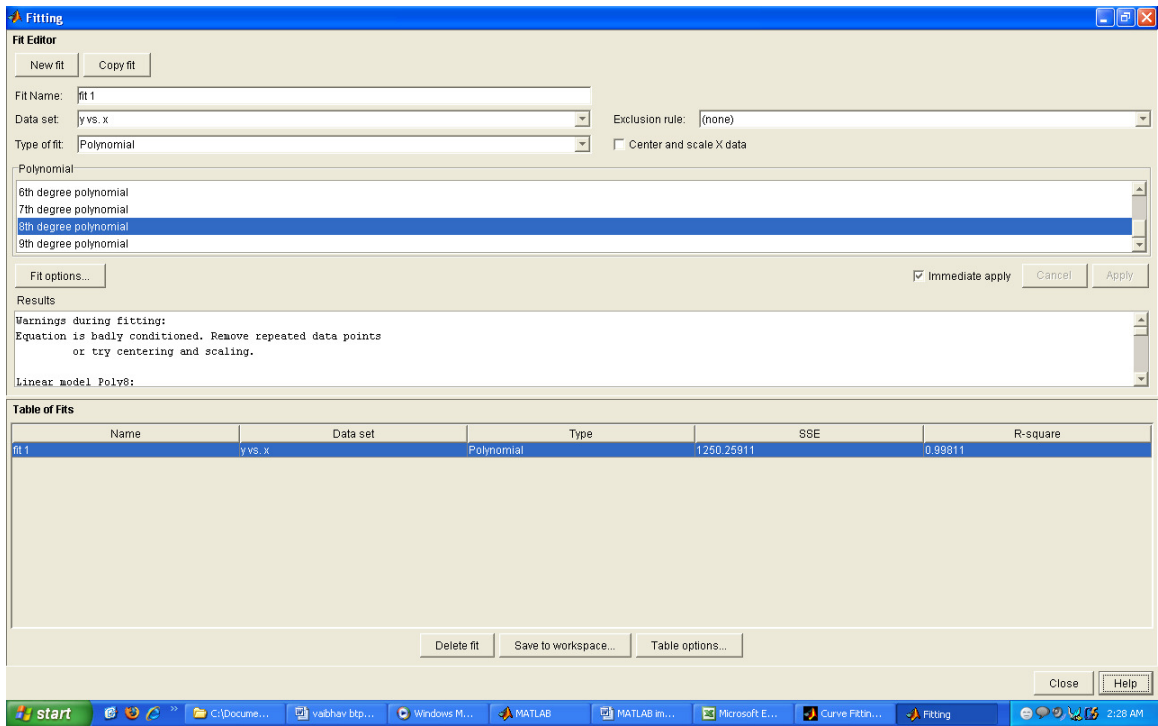 Fitting
Fit Editor
New fit
Copy fit
Fit Name: fit 1
Data set: y vs. x
Exclusion rule: (none)
Type of fit: Polynomial
Center and scale X data
Polynomial
6th degree polynomial
7th degree polynomial
8th degree polynomial
9th degree polynomial
Fit options...
Immediate apply
Cancel
Apply
Results
Warnings during fitting:
Equation is badly conditioned. Remove repeated data points
or try centering and scaling.
Linear model Poly8:
Table of Fits
Name Data set Type SSE R-square
fit 1 y vs. x Polynomial 1250.25911 0.99811
Delete fit
Save to workspace...
Table options...
Close
Help
start
»
C:\Docume...
vaibhav btp...
Windows M...
MATLAB
MATLAB im...
Microsoft E...
Curve Fittin...
Fitting
2:28 AM